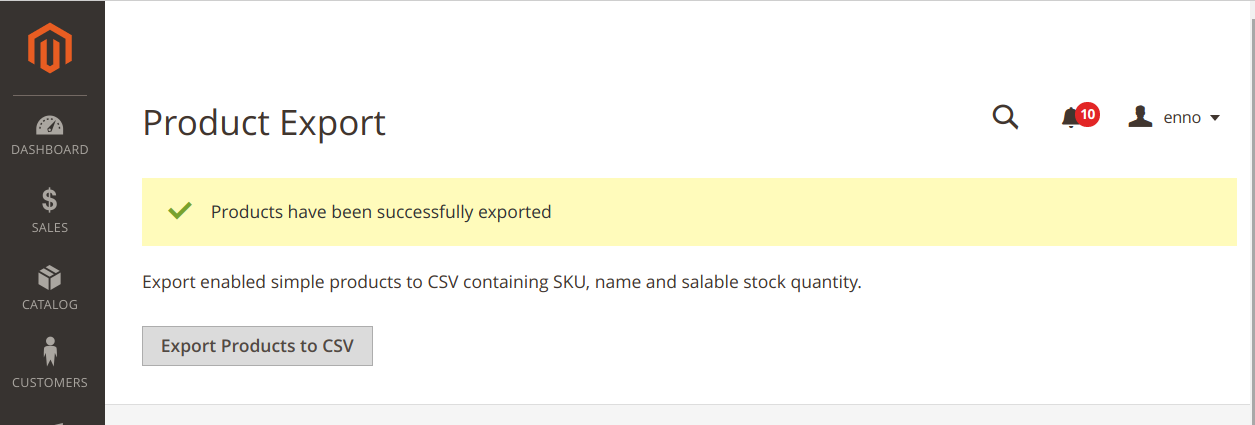 Product Export
10
enno
DASHBOARD
$
SALES
CATALOG
CUSTOMERS
Products have been successfully exported
Export enabled simple products to CSV containing SKU, name and salable stock quantity.
Export Products to CSV